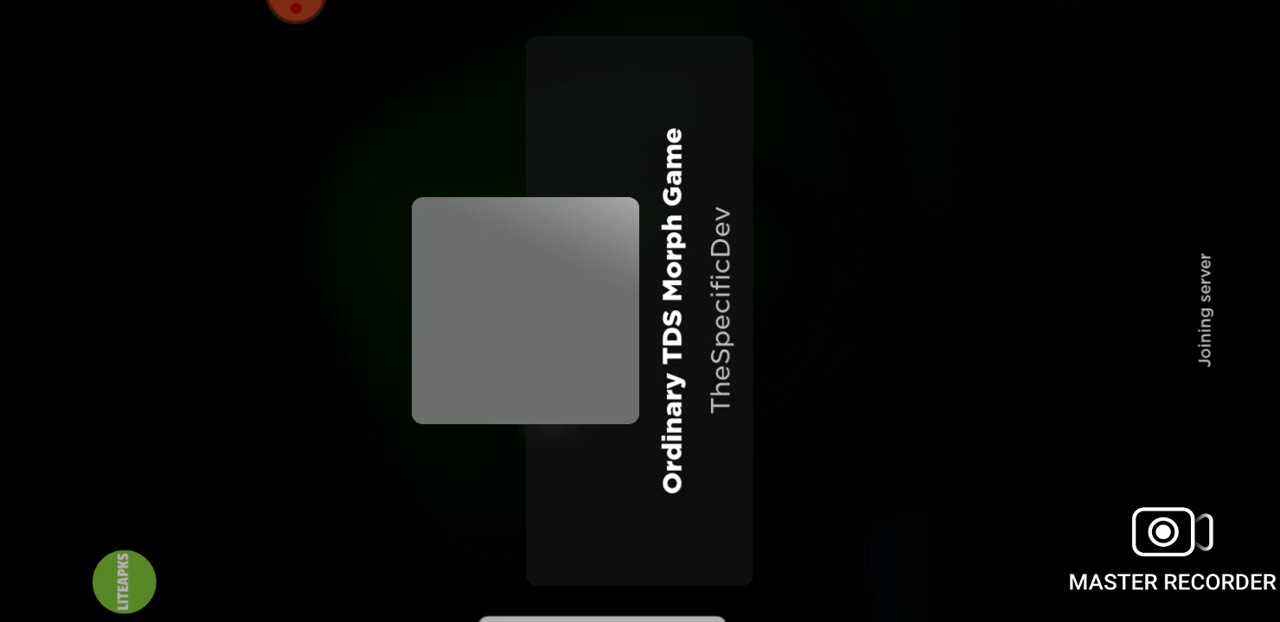 Ordinary TDS Morph Game
TheSpecificDev
Joining server
LITEAPKS
MASTER RECORDER